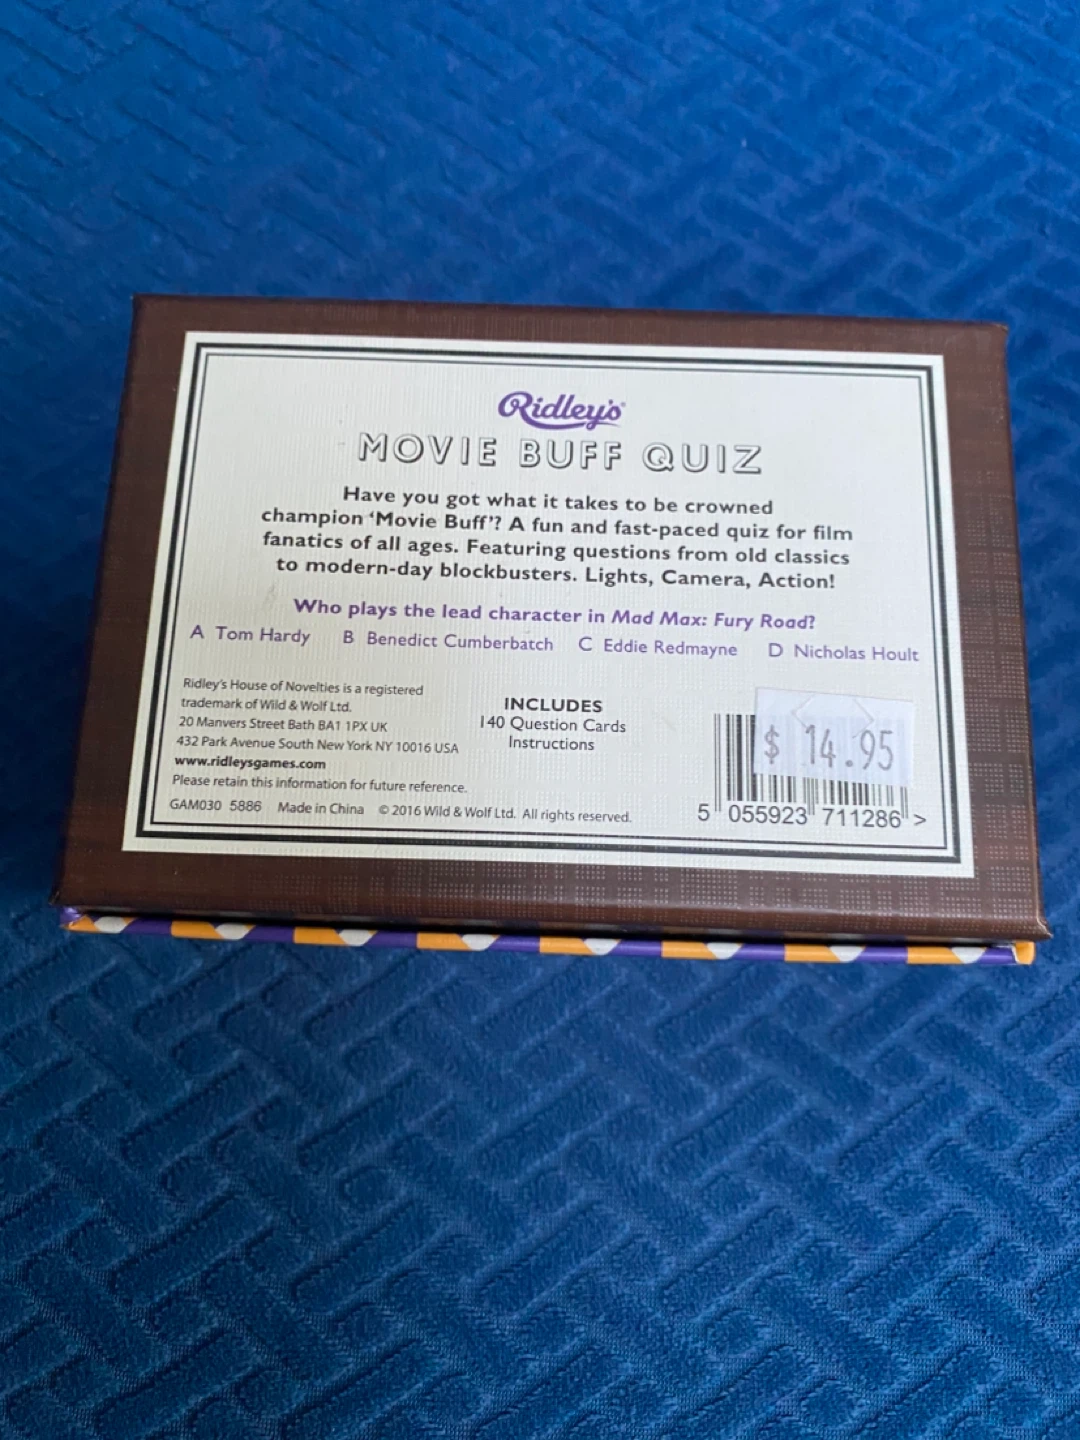 Ridley's
MOVIE BUFF QUIZ
Have you got what it takes to be crowned
champion ‘Movie Buff’? A fun and fast-paced quiz for film
fanatics of all ages. Featuring questions from old classics
to modern-day blockbusters. Lights, Camera, Action!
Who plays the lead character in Mad Max: Fury Road?
A Tom Hardy B Benedict Cumberbatch C Eddie Redmayne D Nicholas Hoult
Ridley's House of Novelties is a registered
trademark of Wild & Wolf Ltd.
20 Manvers Street Bath BA1 1PX UK
432 Park Avenue South New York NY 10016 USA
www.ridleysgames.com
Please retain this information for future reference.
GAM030 5886 Made in China © 2016 Wild & Wolf Ltd. All rights reserved.
INCLUDES
140 Question Cards
Instructions
$ 14.95
5 055923 711286 >